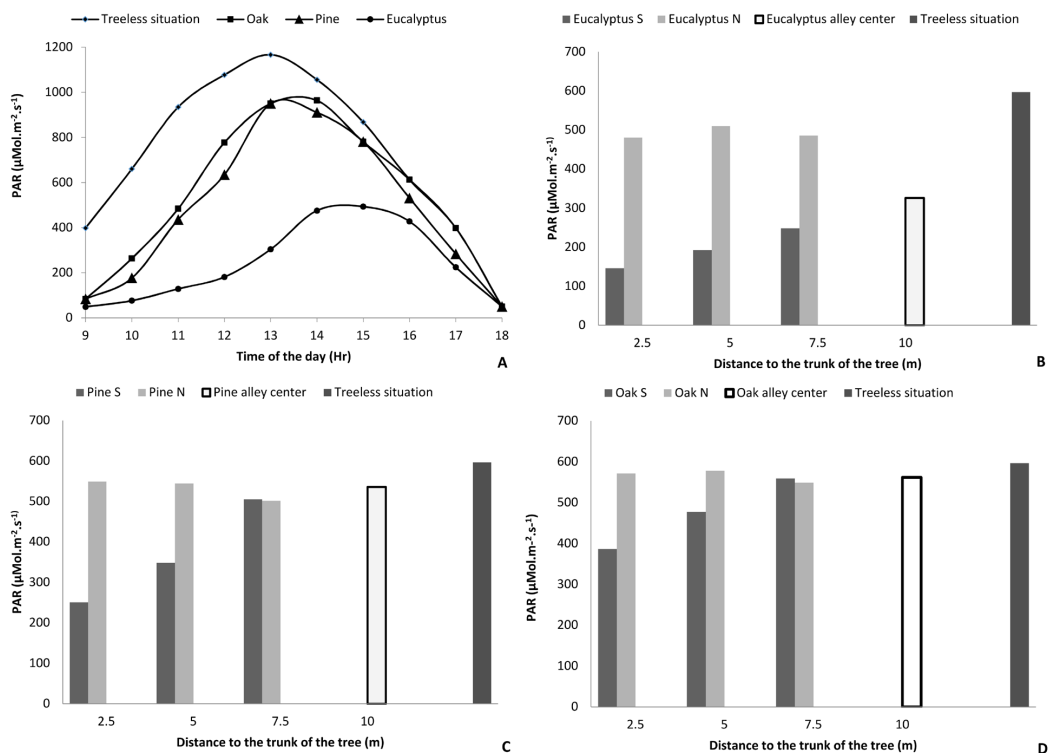 Treeless situation Oak Pine Eucalyptus
1200
1000
800
600
400
200
0
PAR (µMol.m-2.s-1)
9 10 11 12 13 14 15 16 17 18
Time of the day (Hr)
A
Eucalyptus S Eucalyptus N Eucalyptus alley center Treeless situation
700
600
500
400
300
200
100
0
PAR (µMol.m-2.s-1)
2.5 5 7.5 10
Distance to the trunk of the tree (m)
B
Pine S Pine N Pine alley center Treeless situation
700
600
500
400
300
200
100
0
PAR (µMol.m-2.s-1)
2.5 5 7.5 10
Distance to the trunk of the tree (m)
C
Oak S Oak N Oak alley center Treeless situation
700
600
500
400
300
200
100
0
PAR (µMol.m-2.s-1)
2.5 5 7.5 10
Distance to the trunk of the tree (m)
D